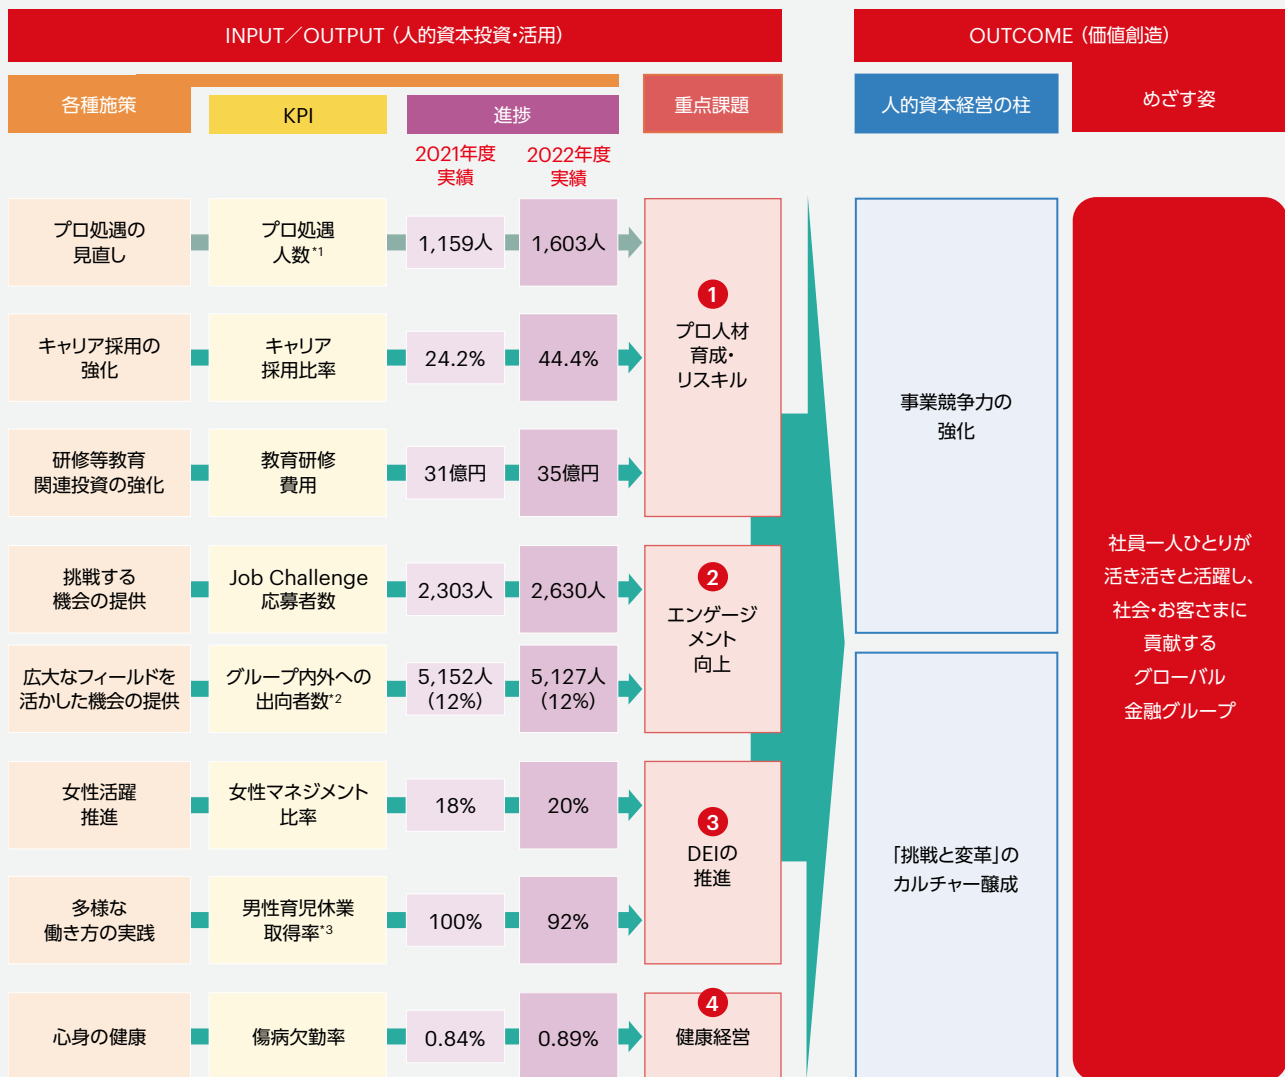 INPUT／OUTPUT（人的資本投資・活用）
OUTCOME（価値創造）
各種施策
KPI
進捗
重点課題
人的資本経営の柱
めざす姿
2021年度
実績
2022年度
実績
プロ処遇の
見直し
プロ処遇
人数*1
1,159人
1,603人
キャリア採用の
強化
キャリア
採用比率
24.2%
44.4%
研修等教育
関連投資の強化
教育研修
費用
31億円
35億円
1
プロ人材
育成・
リスキル
挑戦する
機会の提供
Job Challenge
応募者数
2,303人
2,630人
広大なフィールドを
活かした機会の提供
グループ内外への
出向者数*2
5,152人
(12%)
5,127人
(12%)
2
エンゲージ
メント
向上
女性活躍
推進
女性マネジメント
比率
18%
20%
多様な
働き方の実践
男性育児休業
取得率*3
100%
92%
3
DEIの
推進
心身の健康
傷病欠勤率
0.84%
0.89%
4
健康経営
事業競争力の
強化
「挑戦と変革」の
カルチャー醸成
社員一人ひとりが
活き活きと活躍し、
社会・お客さまに
貢献する
グローバル
金融グループ